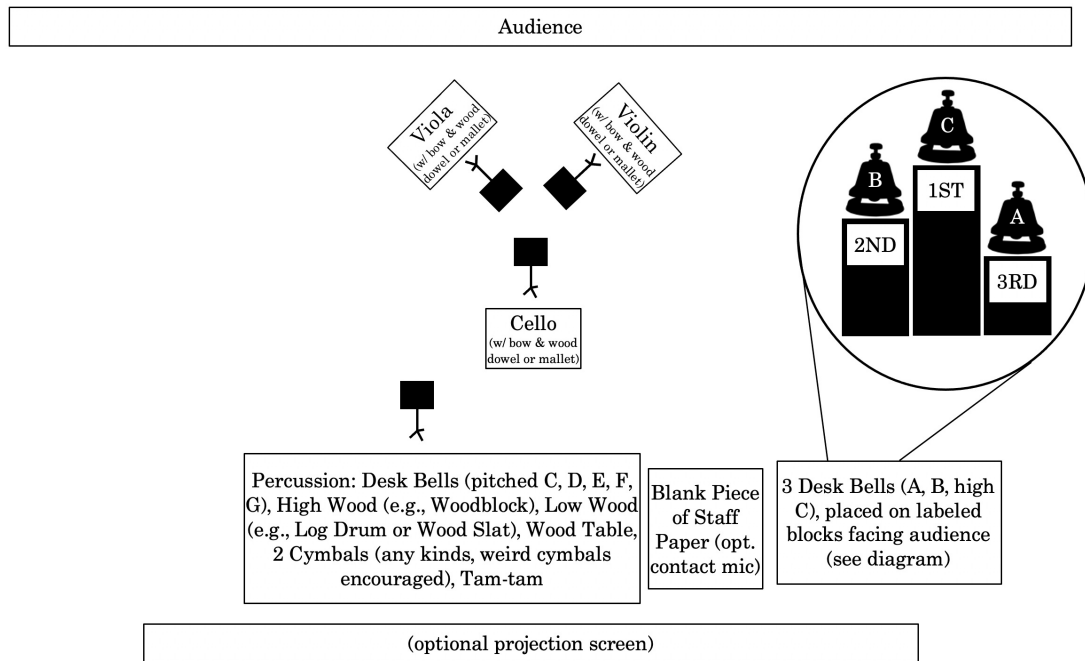 Audience
Viola
(w/ bow & wood
dowel or mallet)
Violin
(w/ bow & wood
dowel or mallet)
C
B
1ST
A
2ND
3RD
Cello
(w/ bow & wood
dowel or mallet)
Percussion: Desk Bells (pitched C, D, E, F,
G), High Wood (e.g., Woodblock), Low Wood
(e.g., Log Drum or Wood Slat), Wood Table,
2 Cymbals (any kinds, weird cymbals
encouraged), Tam-tam
Blank Piece
of Staff
Paper (opt.
contact mic)
3 Desk Bells (A, B, high
C), placed on labeled
blocks facing audience
(see diagram)
(optional projection screen)